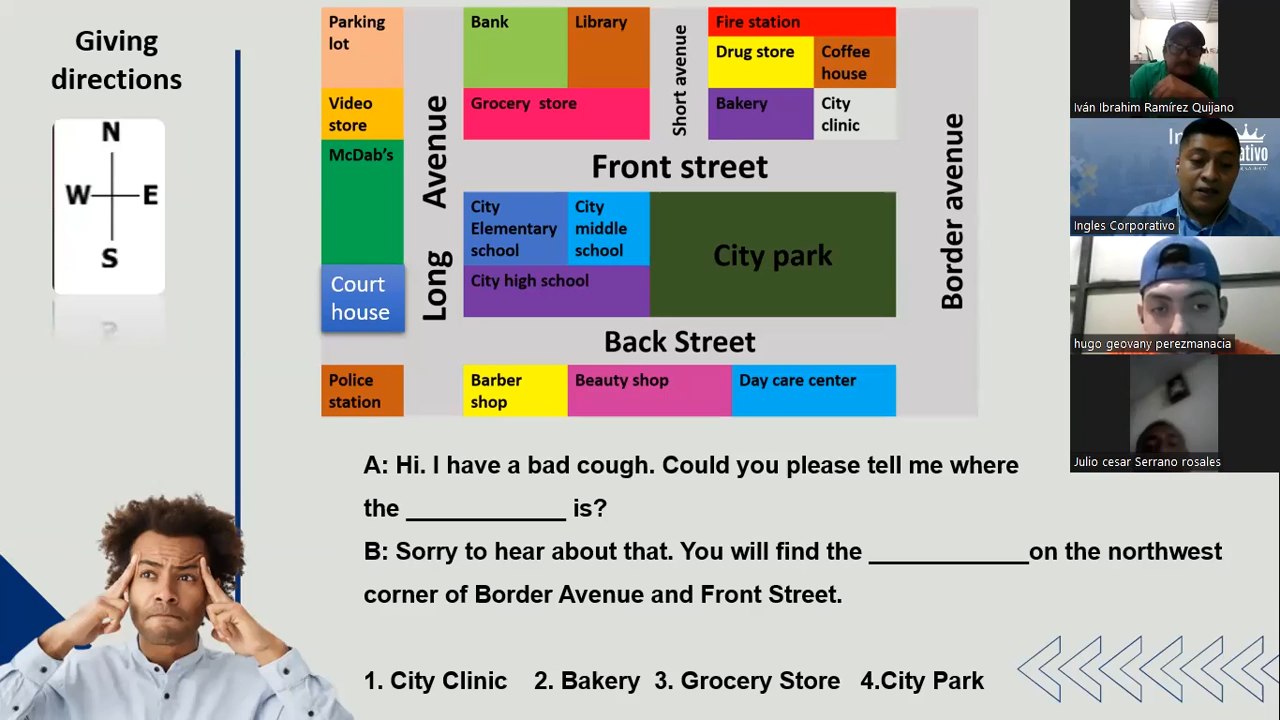 Giving
directions
N
W E
S
Parking
lot
Bank
Library
Short avenue
Fire station
Drug store
Coffee
house
Video
store
Grocery store
Bakery
City
clinic
McDab's
Long Avenue
Front street
Border avenue
City
Elementary
school
City
middle
school
City park
City high school
Court
house
Back Street
Police
station
Barber
shop
Beauty shop
Day care center
A: Hi. I have a bad cough. Could you please tell me where
the ____________ is?
B: Sorry to hear about that. You will find the ____________on the northwest
corner of Border Avenue and Front Street.
1. City Clinic 2. Bakery 3. Grocery Store 4.City Park
Iván Ibrahim Ramírez Quijano
Ingles Corporativo
hugo geovany perezmanacia
Julio cesar Serrano rosales